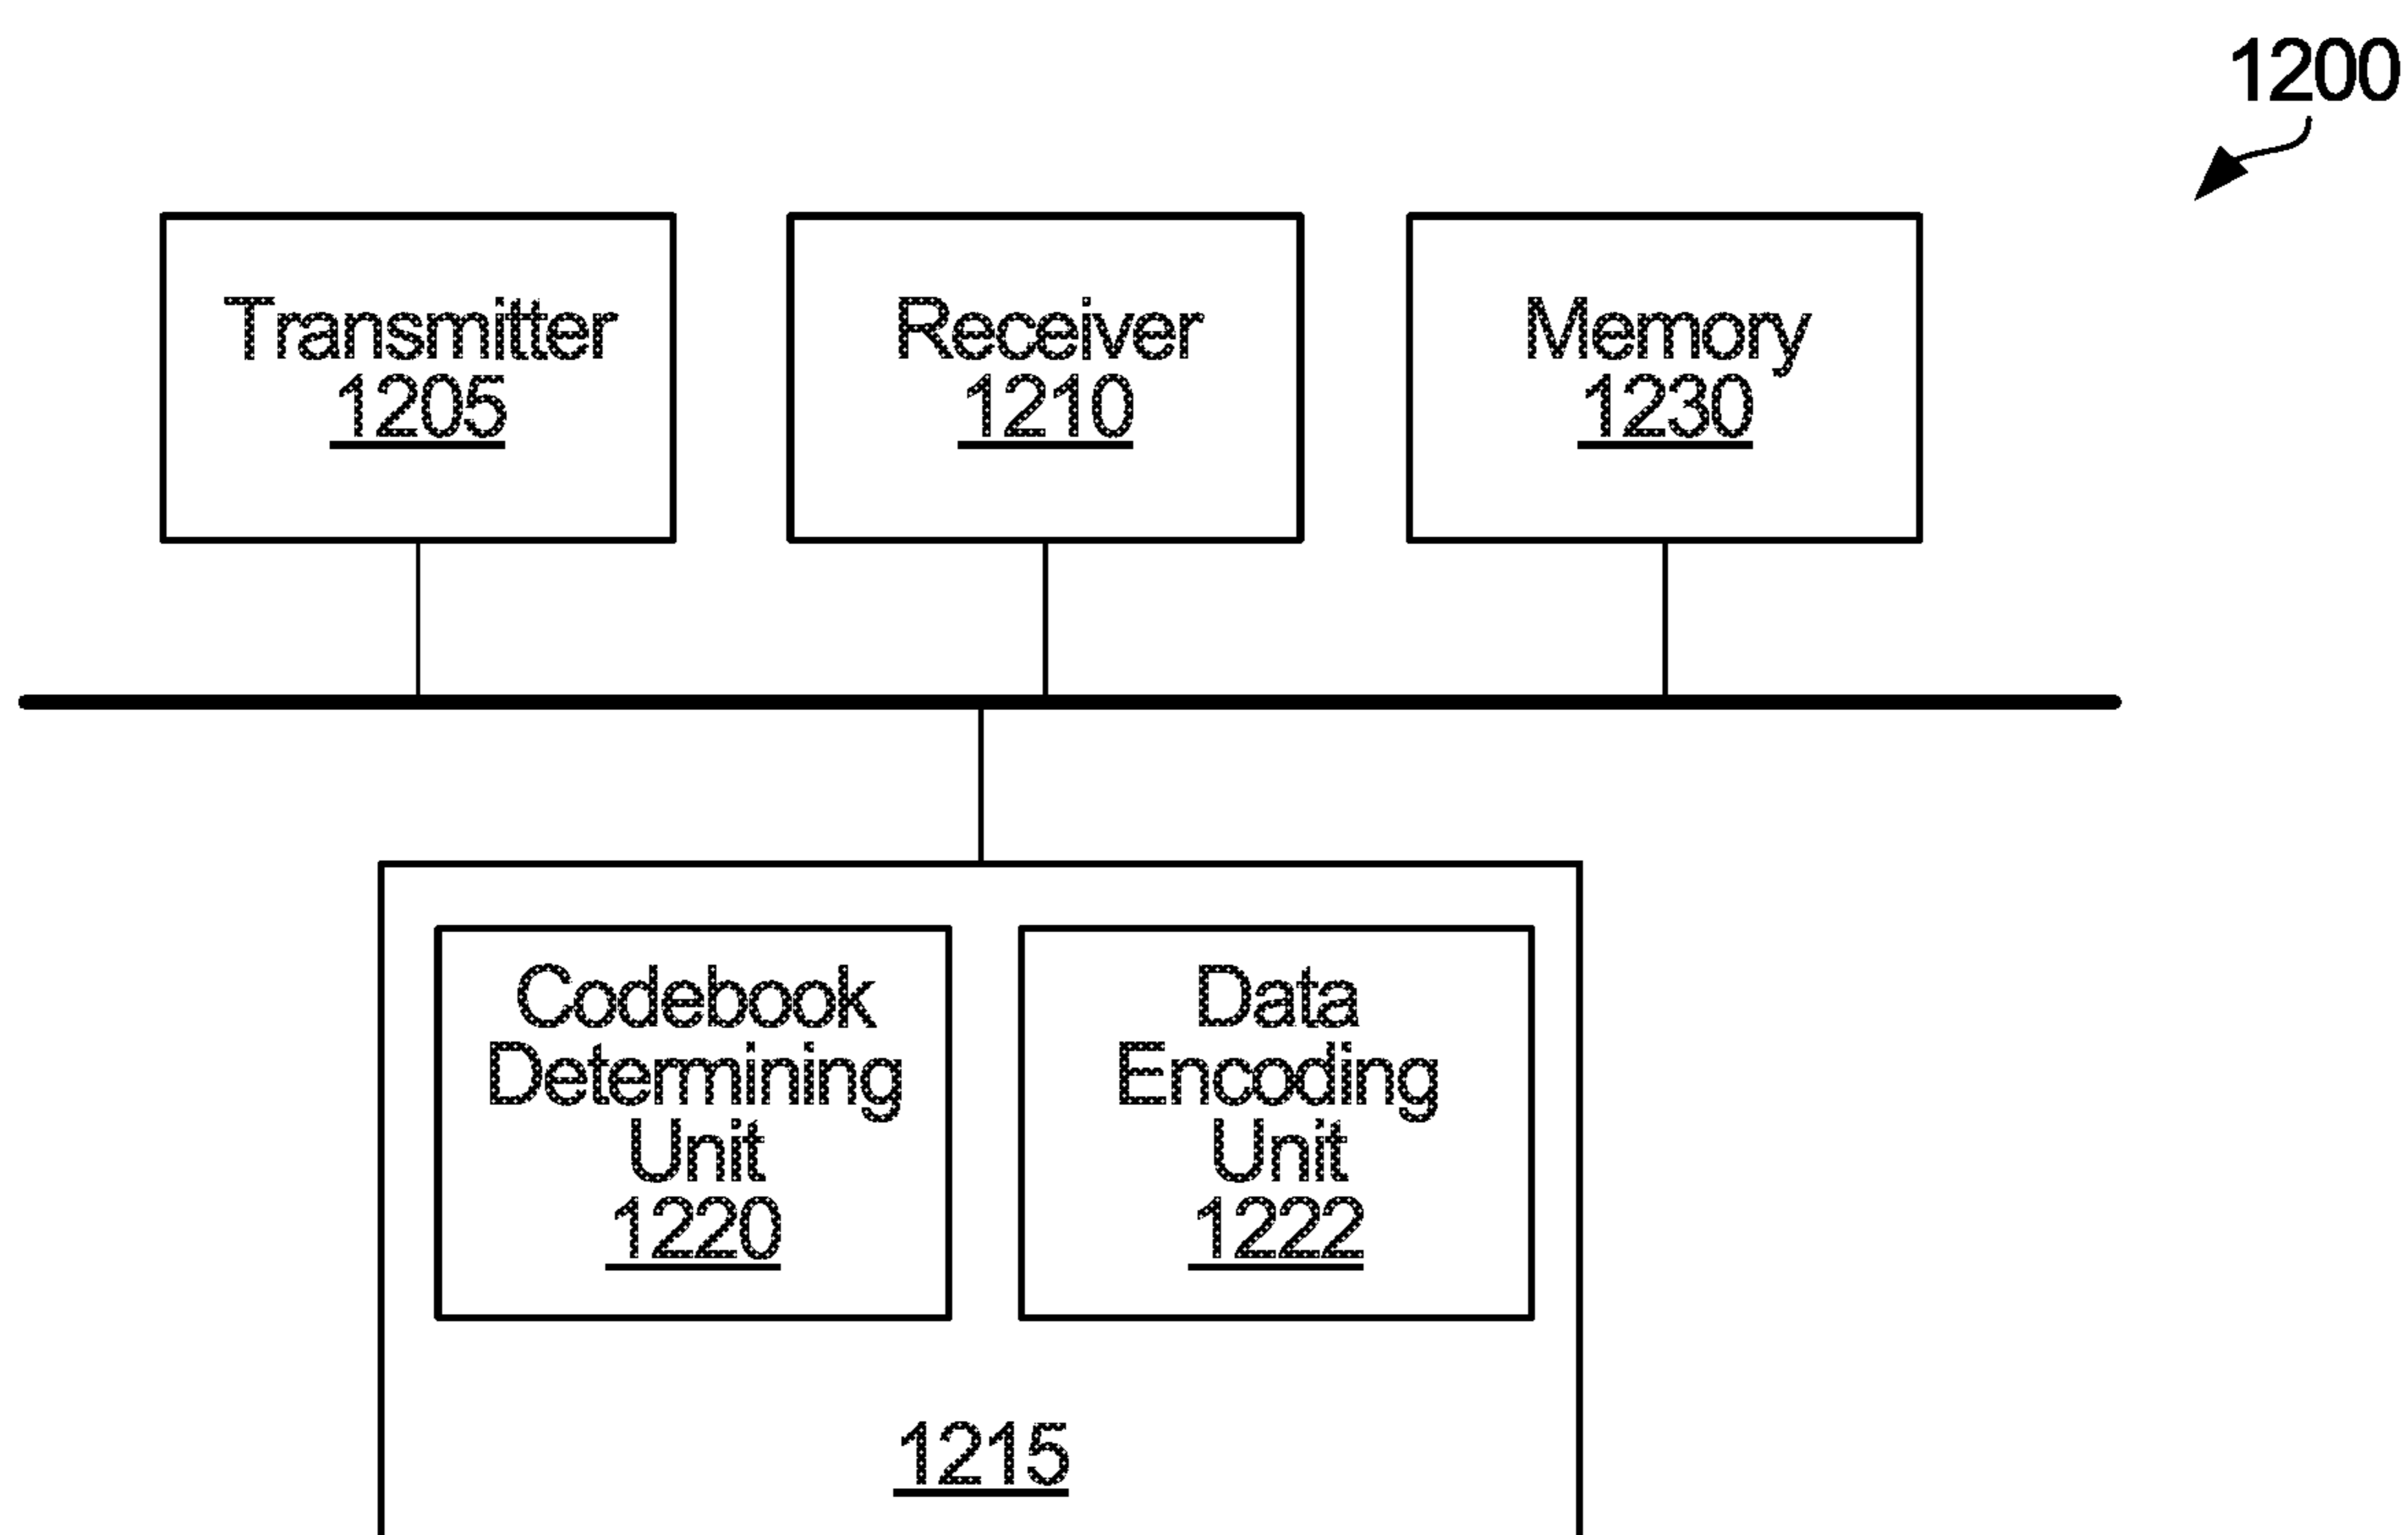 1200
Transmitter
1205
Receiver
1210
Memory
1230
Codebook
Determining
Unit
1220
Data
Encoding
Unit
1222
1215